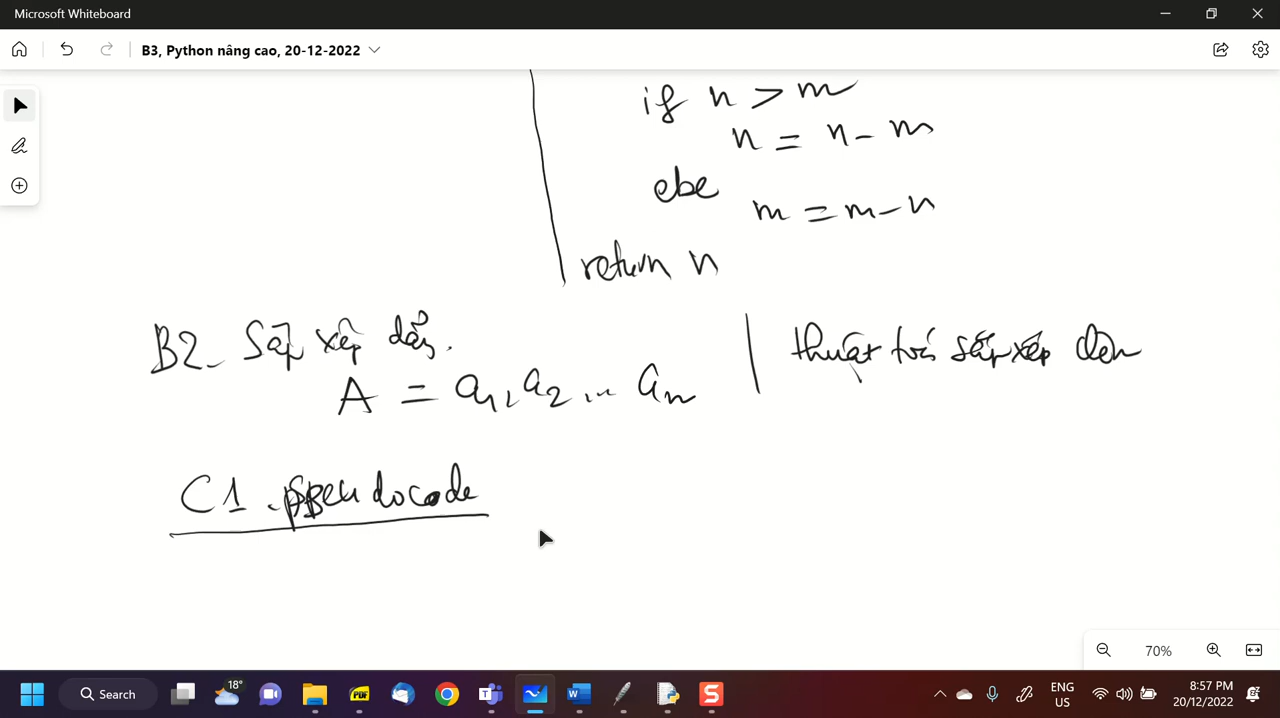 Microsoft Whiteboard
B3, Python nâng cao, 20-12-2022
if n > m
n = n - m
else
m = m - n
return n
B2. Sắp xếp dãy.
A = a1, a2 ... an
thuật toán sắp xếp đơn
C1. pseudocode
70%
18°
Search
PDF
W
S
ENG
US
8:57 PM
20/12/2022